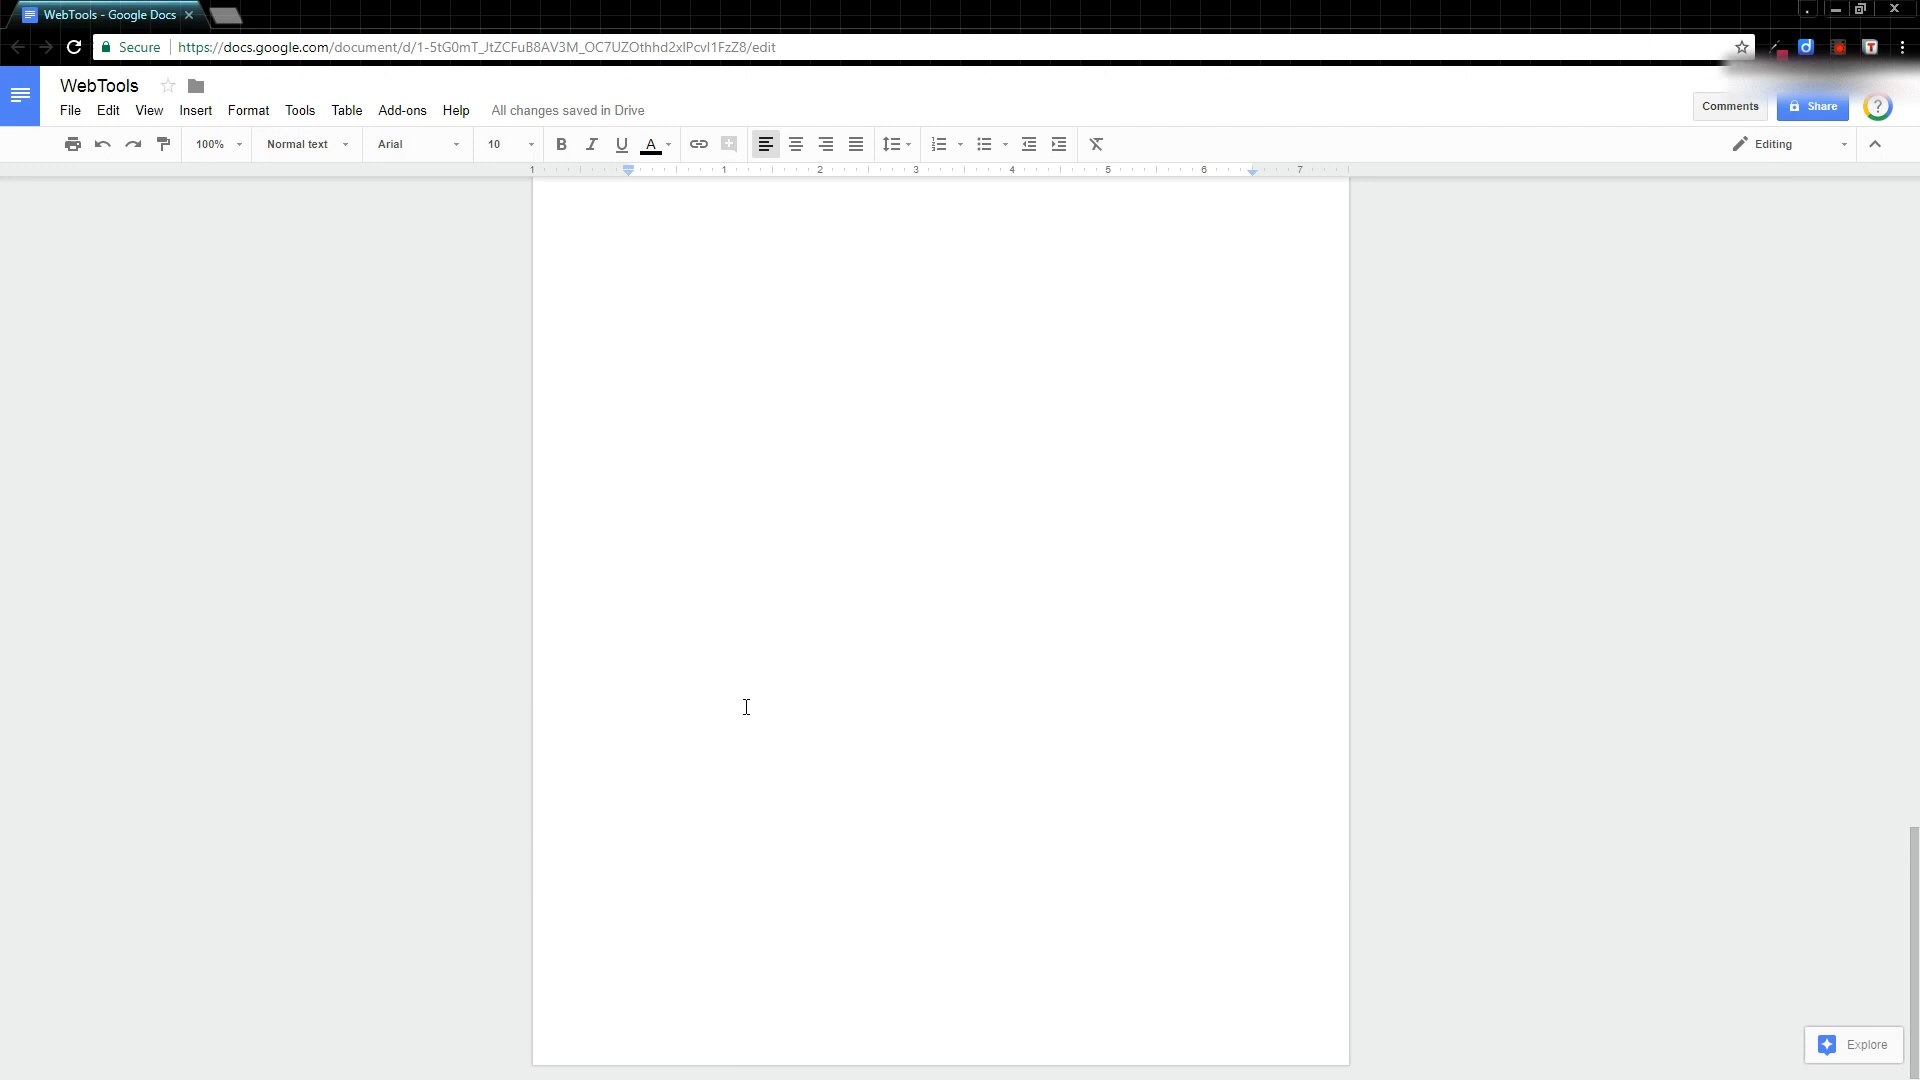 WebTools - Google Docs
Secure https://docs.google.com/document/d/1-5tG0mT_JtZCFuB8AV3M_OC7UZOthhd2xlPcvl1FzZ8/edit
WebTools
File Edit View Insert Format Tools Table Add-ons Help All changes saved in Drive
Comments Share
100% Normal text Arial 10 B I U A Editing
1 1 2 3 4 5 6 7
Explore